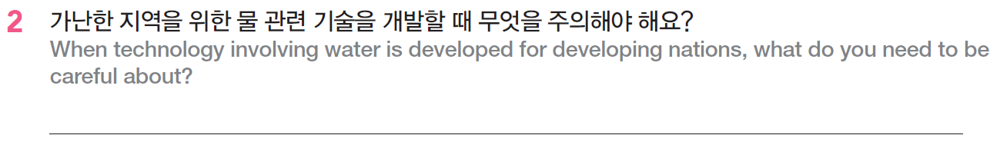 2 가난한 지역을 위한 물 관련 기술을 개발할 때 무엇을 주의해야 해요?
When technology involving water is developed for developing nations, what do you need to be
careful about?